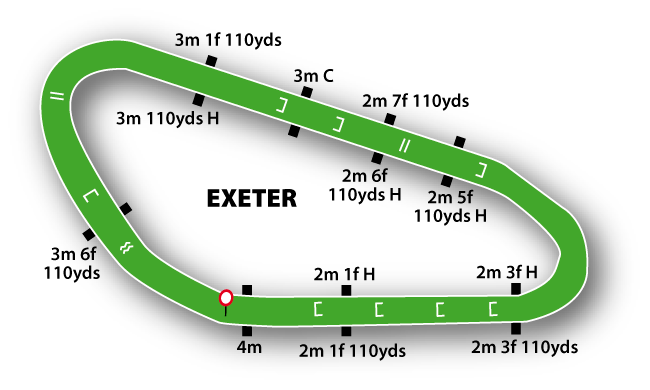 3m 1f 110yds
3m C
2m 7f 110yds
3m 110yds H
2m 6f
110yds H
2m 5f
110yds H
EXETER
3m 6f
110yds
2m 1f H
2m 3f H
4m
2m 1f 110yds
2m 3f 110yds